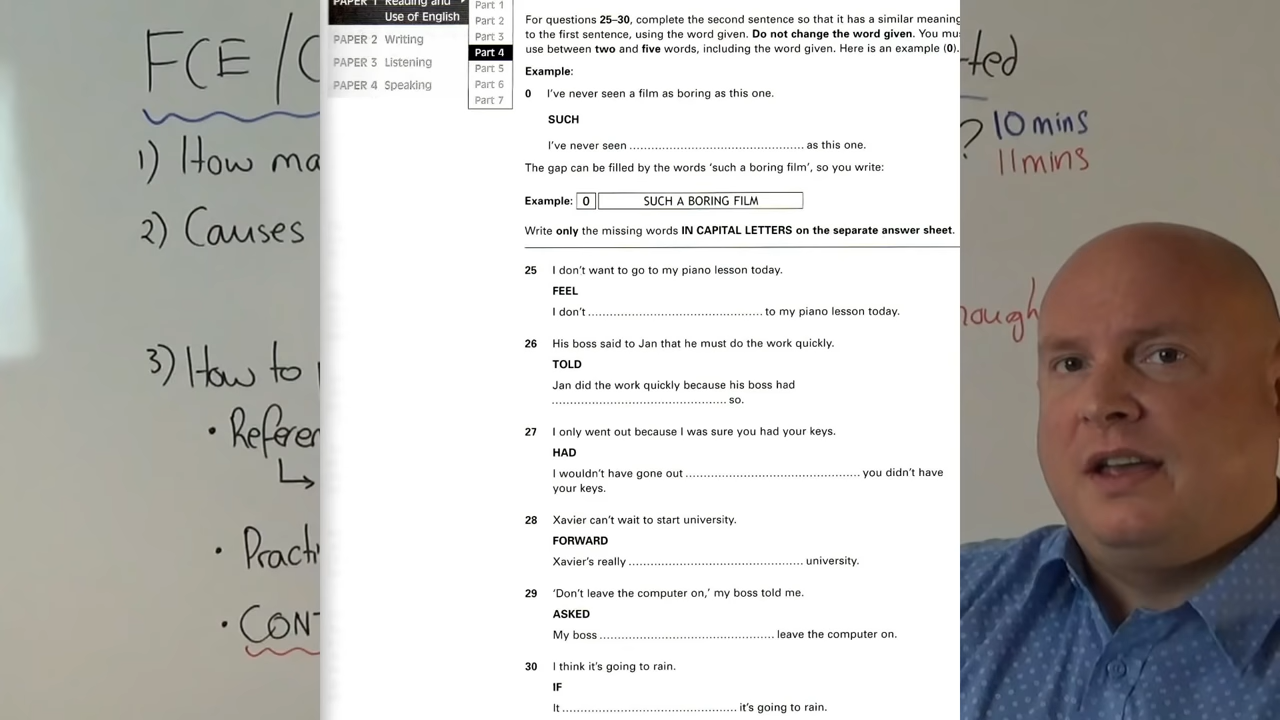 FCE/C
1) How ma
2) Causes
3) How to
• Referen
• Practi
• CONT
PAPER 1 Reading and
Use of English
PAPER 2 Writing
PAPER 3 Listening
PAPER 4 Speaking
Part 1
Part 2
Part 3
Part 4
Part 5
Part 6
Part 7
For questions 25–30, complete the second sentence so that it has a similar meaning
to the first sentence, using the word given. Do not change the word given. You mu
use between two and five words, including the word given. Here is an example (0).
Example:
0 I've never seen a film as boring as this one.
SUCH
I've never seen ................................................ as this one.
The gap can be filled by the words 'such a boring film', so you write:
Example: 0 SUCH A BORING FILM
Write only the missing words IN CAPITAL LETTERS on the separate answer sheet.
25 I don't want to go to my piano lesson today.
FEEL
I don't ................................................ to my piano lesson today.
26 His boss said to Jan that he must do the work quickly.
TOLD
Jan did the work quickly because his boss had
................................................ so.
27 I only went out because I was sure you had your keys.
HAD
I wouldn't have gone out ................................................ you didn't have
your keys.
28 Xavier can't wait to start university.
FORWARD
Xavier's really ................................................ university.
29 'Don't leave the computer on,' my boss told me.
ASKED
My boss ................................................ leave the computer on.
30 I think it's going to rain.
IF
It ................................................ it's going to rain.
ted
? 10 mins
11 mins
rough